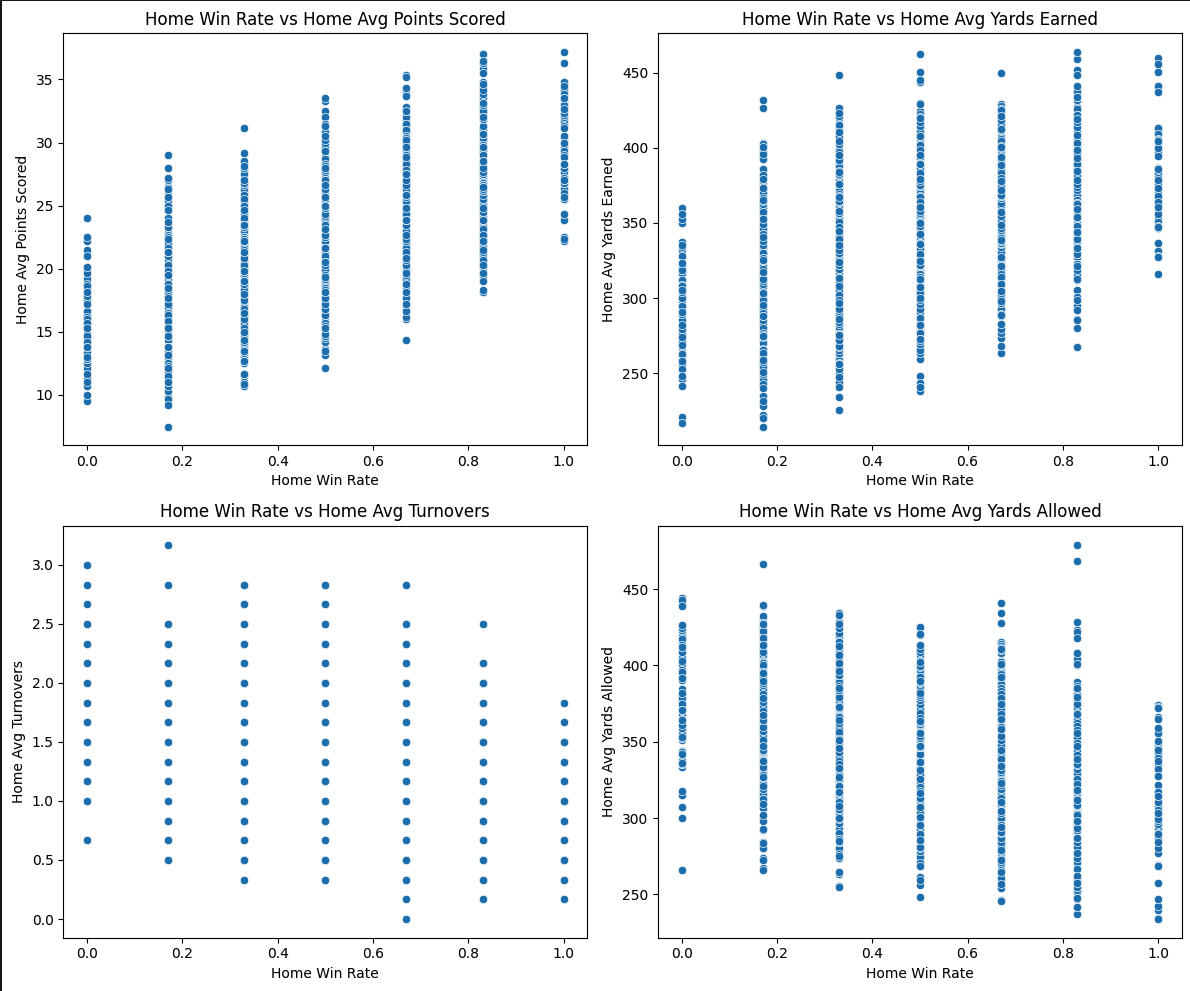 Home Win Rate vs Home Avg Points Scored
Home Avg Points Scored
35
30
25
20
15
10
0.0 0.2 0.4 0.6 0.8 1.0
Home Win Rate
Home Win Rate vs Home Avg Yards Earned
Home Avg Yards Earned
450
400
350
300
250
0.0 0.2 0.4 0.6 0.8 1.0
Home Win Rate
Home Win Rate vs Home Avg Turnovers
Home Avg Turnovers
3.0
2.5
2.0
1.5
1.0
0.5
0.0
0.0 0.2 0.4 0.6 0.8 1.0
Home Win Rate
Home Win Rate vs Home Avg Yards Allowed
Home Avg Yards Allowed
450
400
350
300
250
0.0 0.2 0.4 0.6 0.8 1.0
Home Win Rate